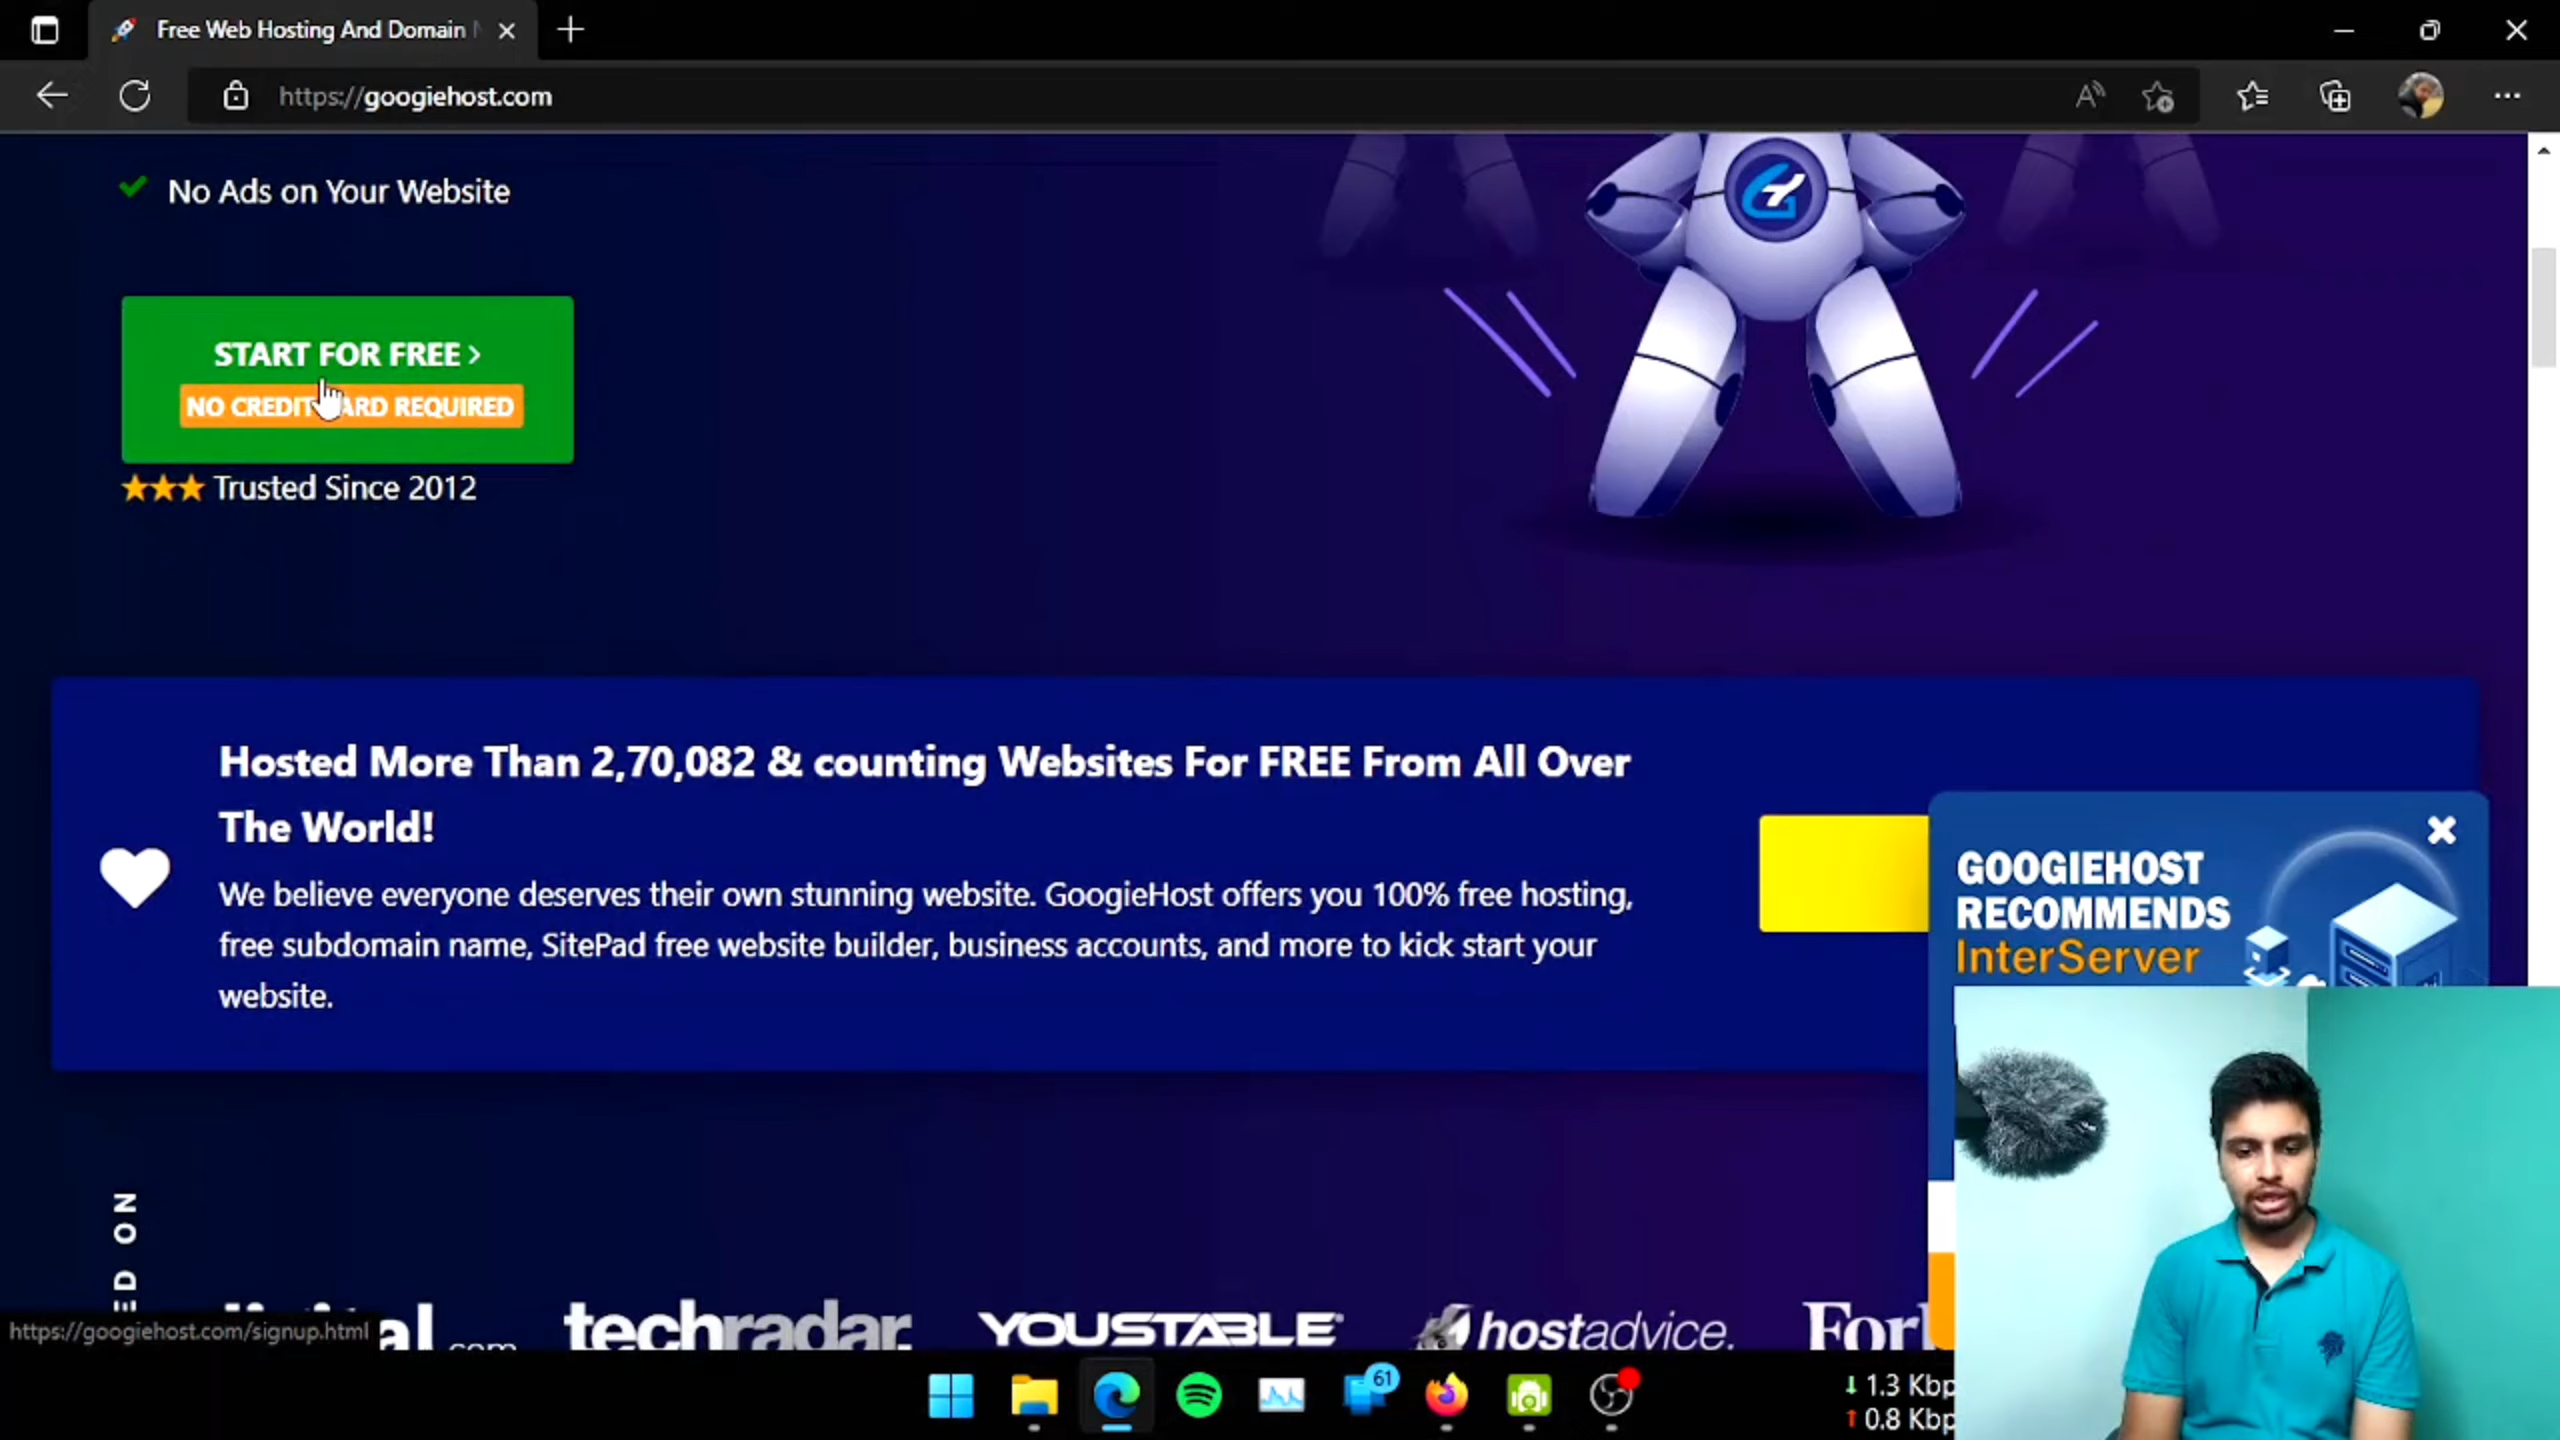 Free Web Hosting And Domain
https://googiehost.com
No Ads on Your Website
START FOR FREE >
NO CREDIT CARD REQUIRED
★★★ Trusted Since 2012
Hosted More Than 2,70,082 & counting Websites For FREE From All Over
The World!
We believe everyone deserves their own stunning website. GoogieHost offers you 100% free hosting,
free subdomain name, SitePad free website builder, business accounts, and more to kick start your
website.
GOOGIEHOST
RECOMMENDS
InterServer
ED ON
techradar.
YOUSTABLE
hostadvice.
https://googiehost.com/signup.html
61
↓ 1.3 Kbp
↑ 0.8 Kbp